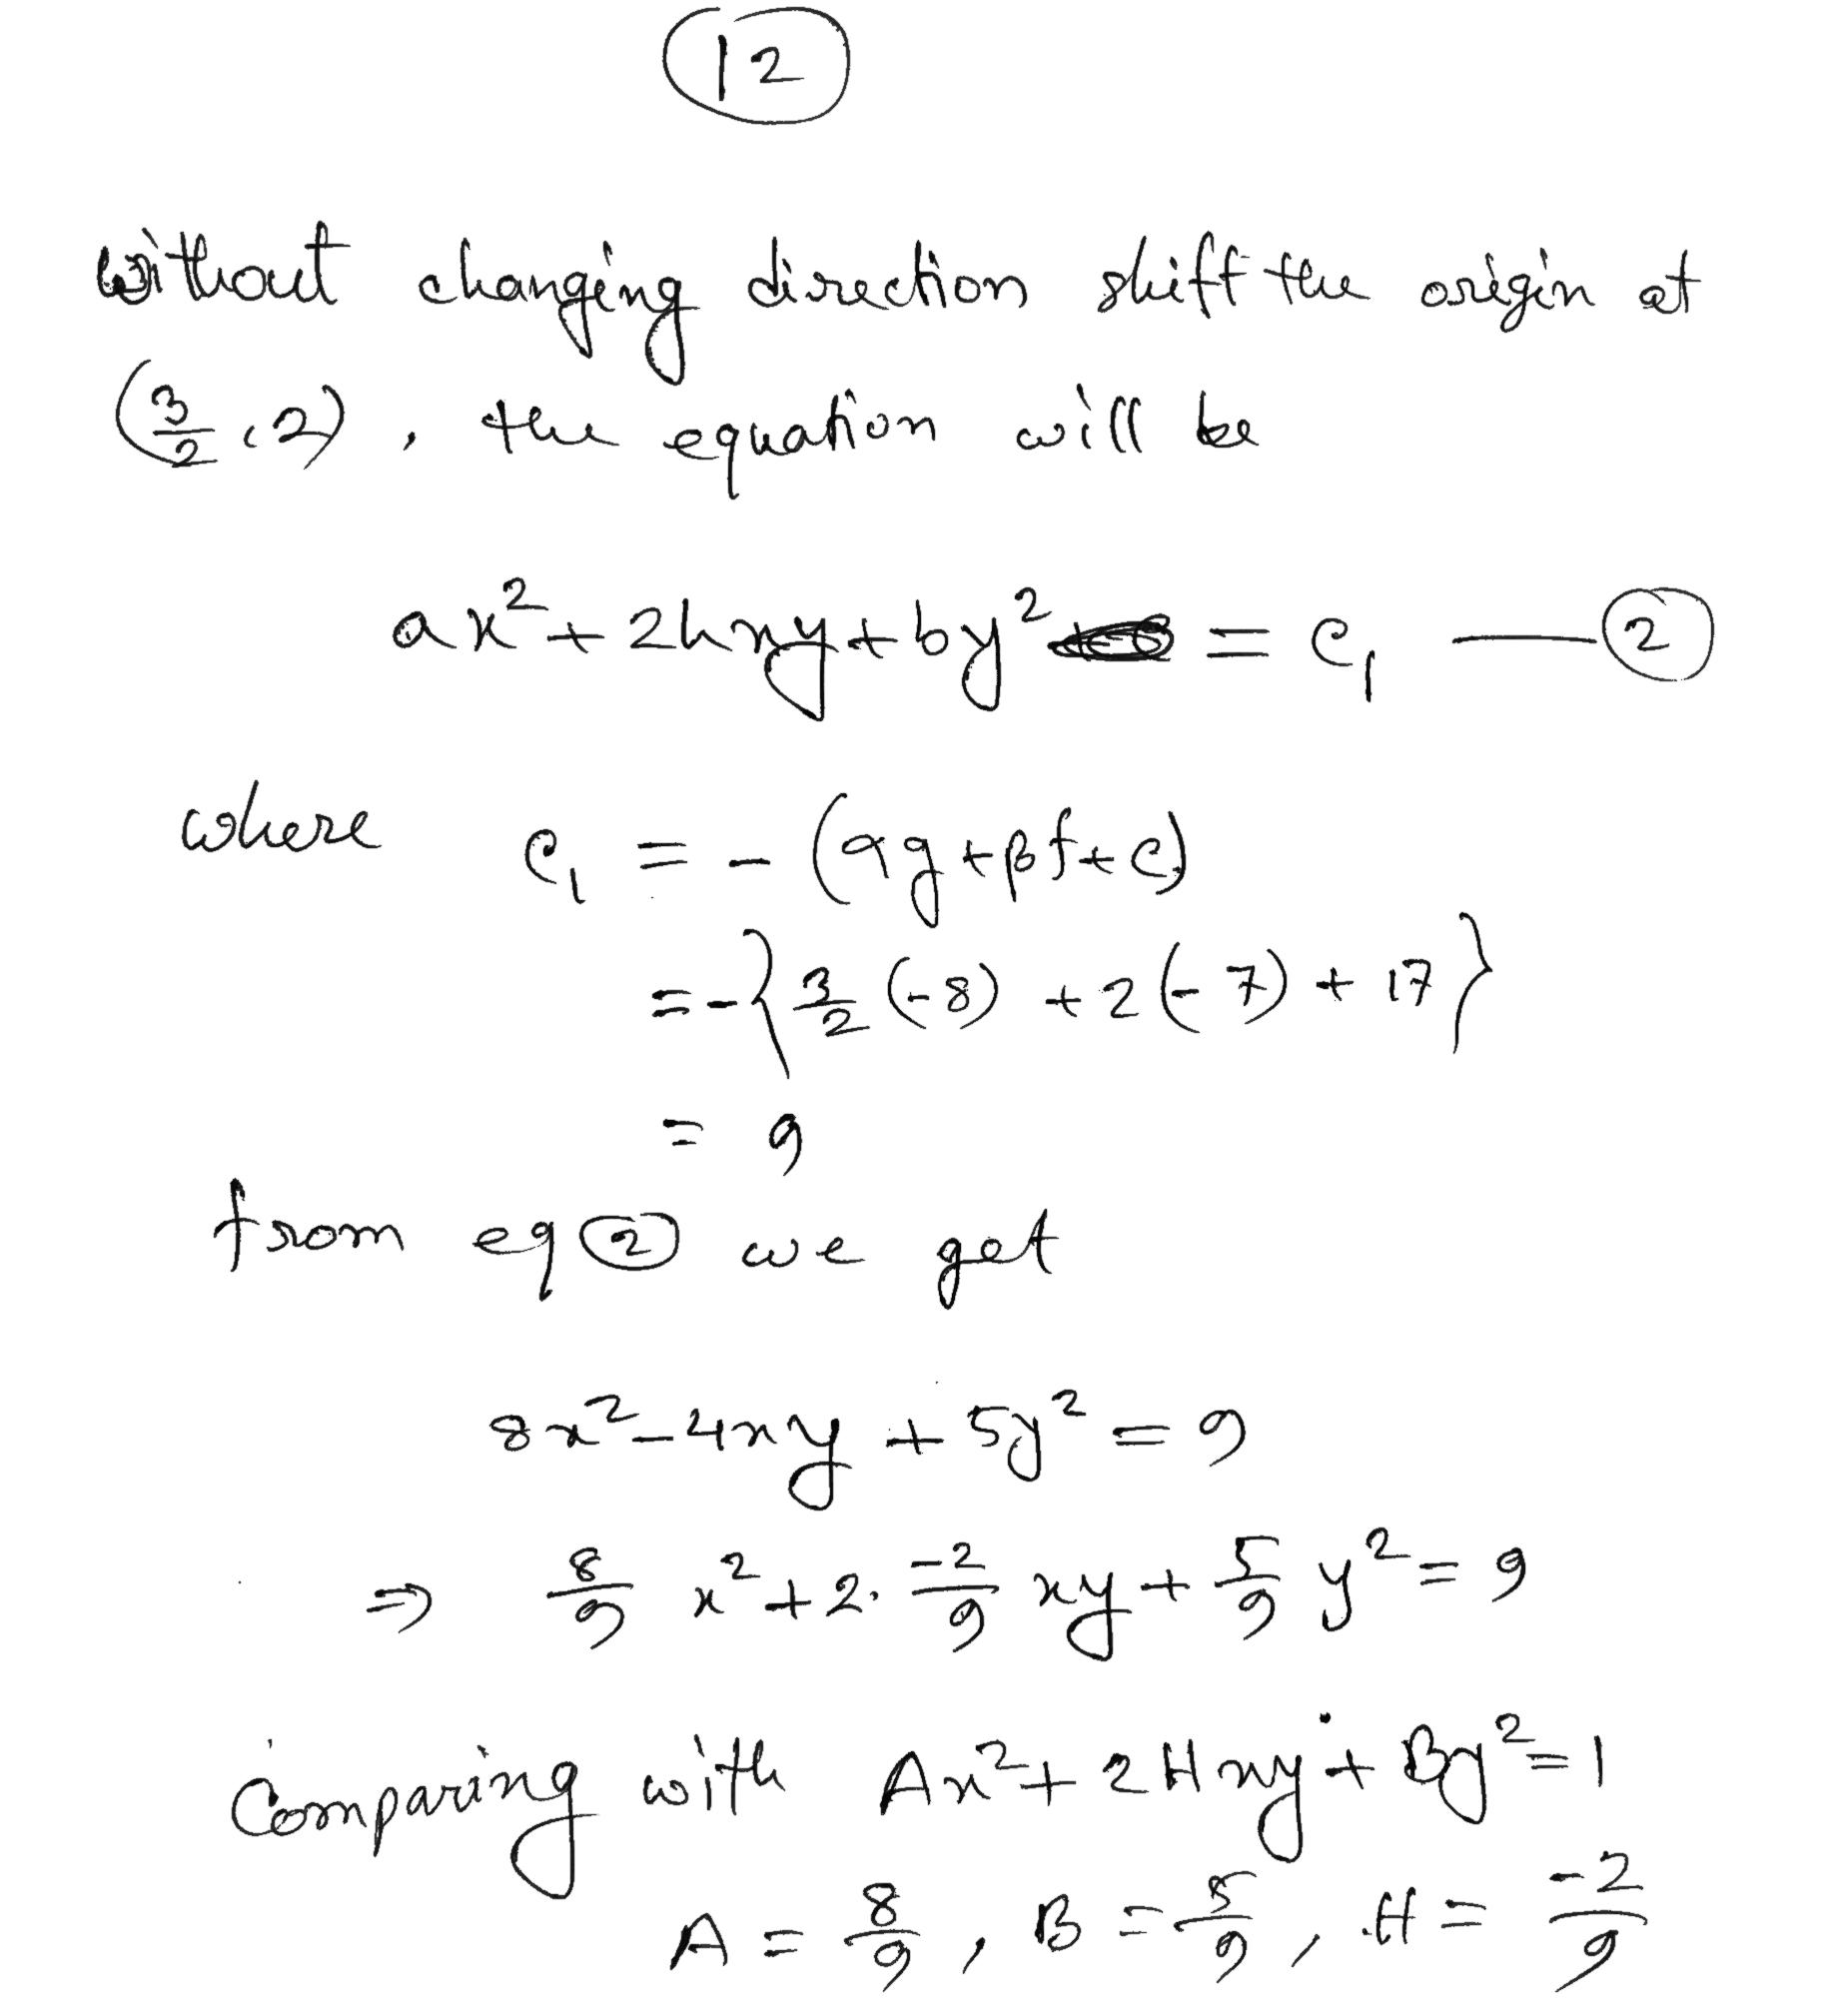 12
without changing direction shift the origin at
(3/2, 2), the equation will be
ax² + 2hxy + by² = c₁ — ②
where c₁ = - (αg + βf + c)
= - {3/2 (-8) + 2(-7) + 17}
= 9
from eq ② we get
8x² - 4xy + 5y² = 9
⇒ 8/9 x² + 2. -2/9 xy + 5/9 y² = 9
Comparing with Ax² + 2Hxy + By² = 1
A = 8/9, B = 5/9, H = -2/9